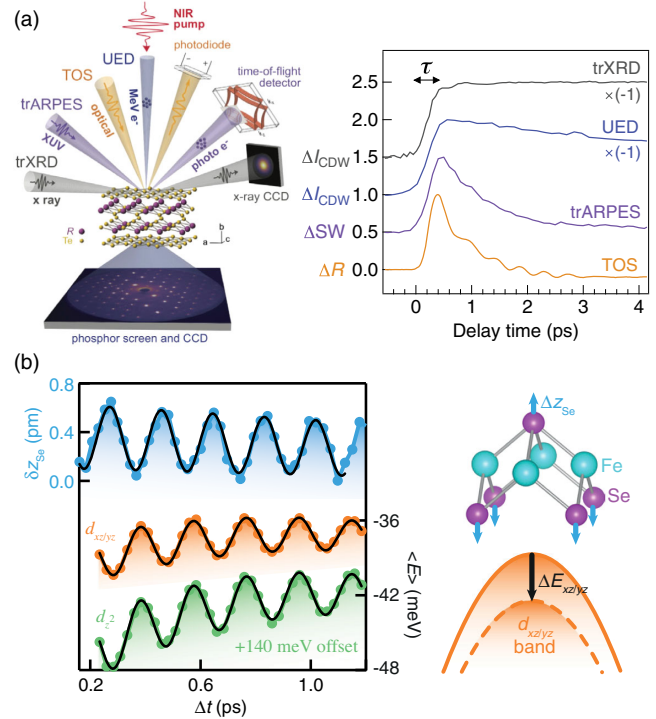 (a)
NIR
pump
UED
photodiode
- +
TOS
time-of-flight
detector
trARPES
optical
MeV e⁻
XUV
photo e⁻
trXRD
x ray
x-ray CCD
R
Te
b
a c
phosphor screen and CCD
τ
2.5
2.0
1.5
1.0
0.5
0.0
trXRD
×(-1)
UED
×(-1)
trARPES
TOS
ΔI_CDW
ΔI_CDW
ΔSW
ΔR
0 1 2 3 4
Delay time (ps)
(b)
0.8
0.4
0.0
δz_Se (pm)
d_xz/yz
d_z²
+140 meV offset
-36
-42
-48
<E> (meV)
0.2 0.6 1.0
Δt (ps)
Δz_Se
Fe
Se
ΔE_xz/yz
d_xz/yz
band